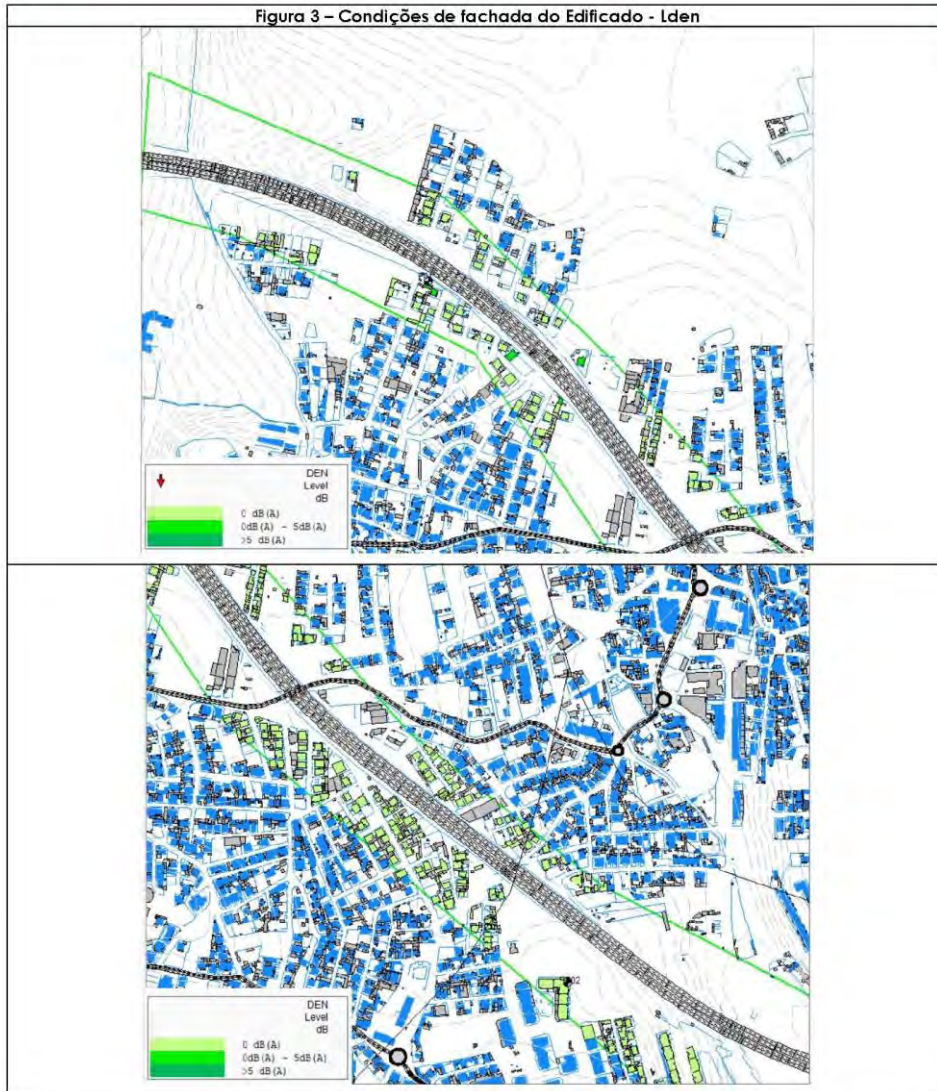 Figura 3 – Condições de fachada do Edificado - Lden
DEN
Level
dB
0 dB(A)
0dB(A) - 5dB(A)
>5 dB(A)
DEN
Level
dB
0 dB(A)
0dB(A) - 5dB(A)
>5 dB(A)